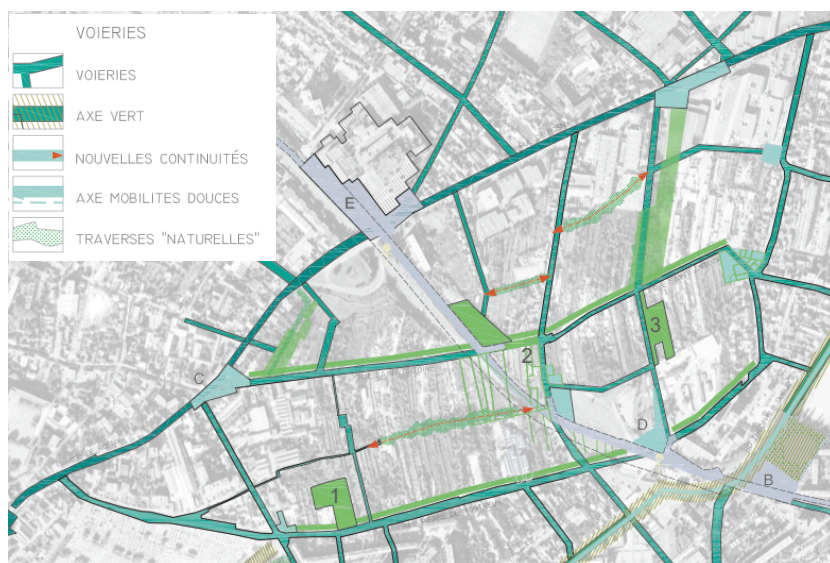 VOIERIES
VOIERIES
AXE VERT
NOUVELLES CONTINUITÉS
AXE MOBILITES DOUCES
TRAVERSES "NATURELLES"
E
3
2
C
D
B
1